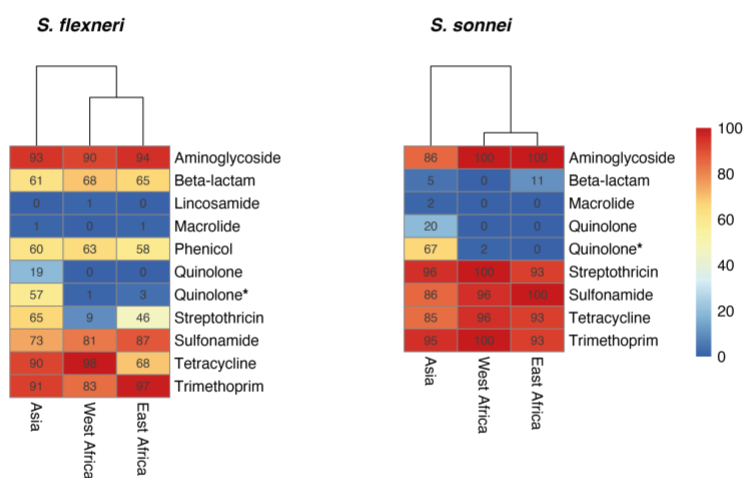 S. flexneri
93 90 94 Aminoglycoside
61 68 65 Beta-lactam
0 1 0 Lincosamide
1 0 1 Macrolide
60 63 58 Phenicol
19 0 0 Quinolone
57 1 3 Quinolone*
65 9 46 Streptothricin
73 81 87 Sulfonamide
90 98 68 Tetracycline
91 83 97 Trimethoprim
Asia
West Africa
East Africa
S. sonnei
86 100 100 Aminoglycoside
5 0 11 Beta-lactam
2 0 0 Macrolide
20 0 0 Quinolone
67 2 0 Quinolone*
96 100 93 Streptothricin
86 96 100 Sulfonamide
85 96 93 Tetracycline
95 100 93 Trimethoprim
Asia
West Africa
East Africa
100
80
60
40
20
0